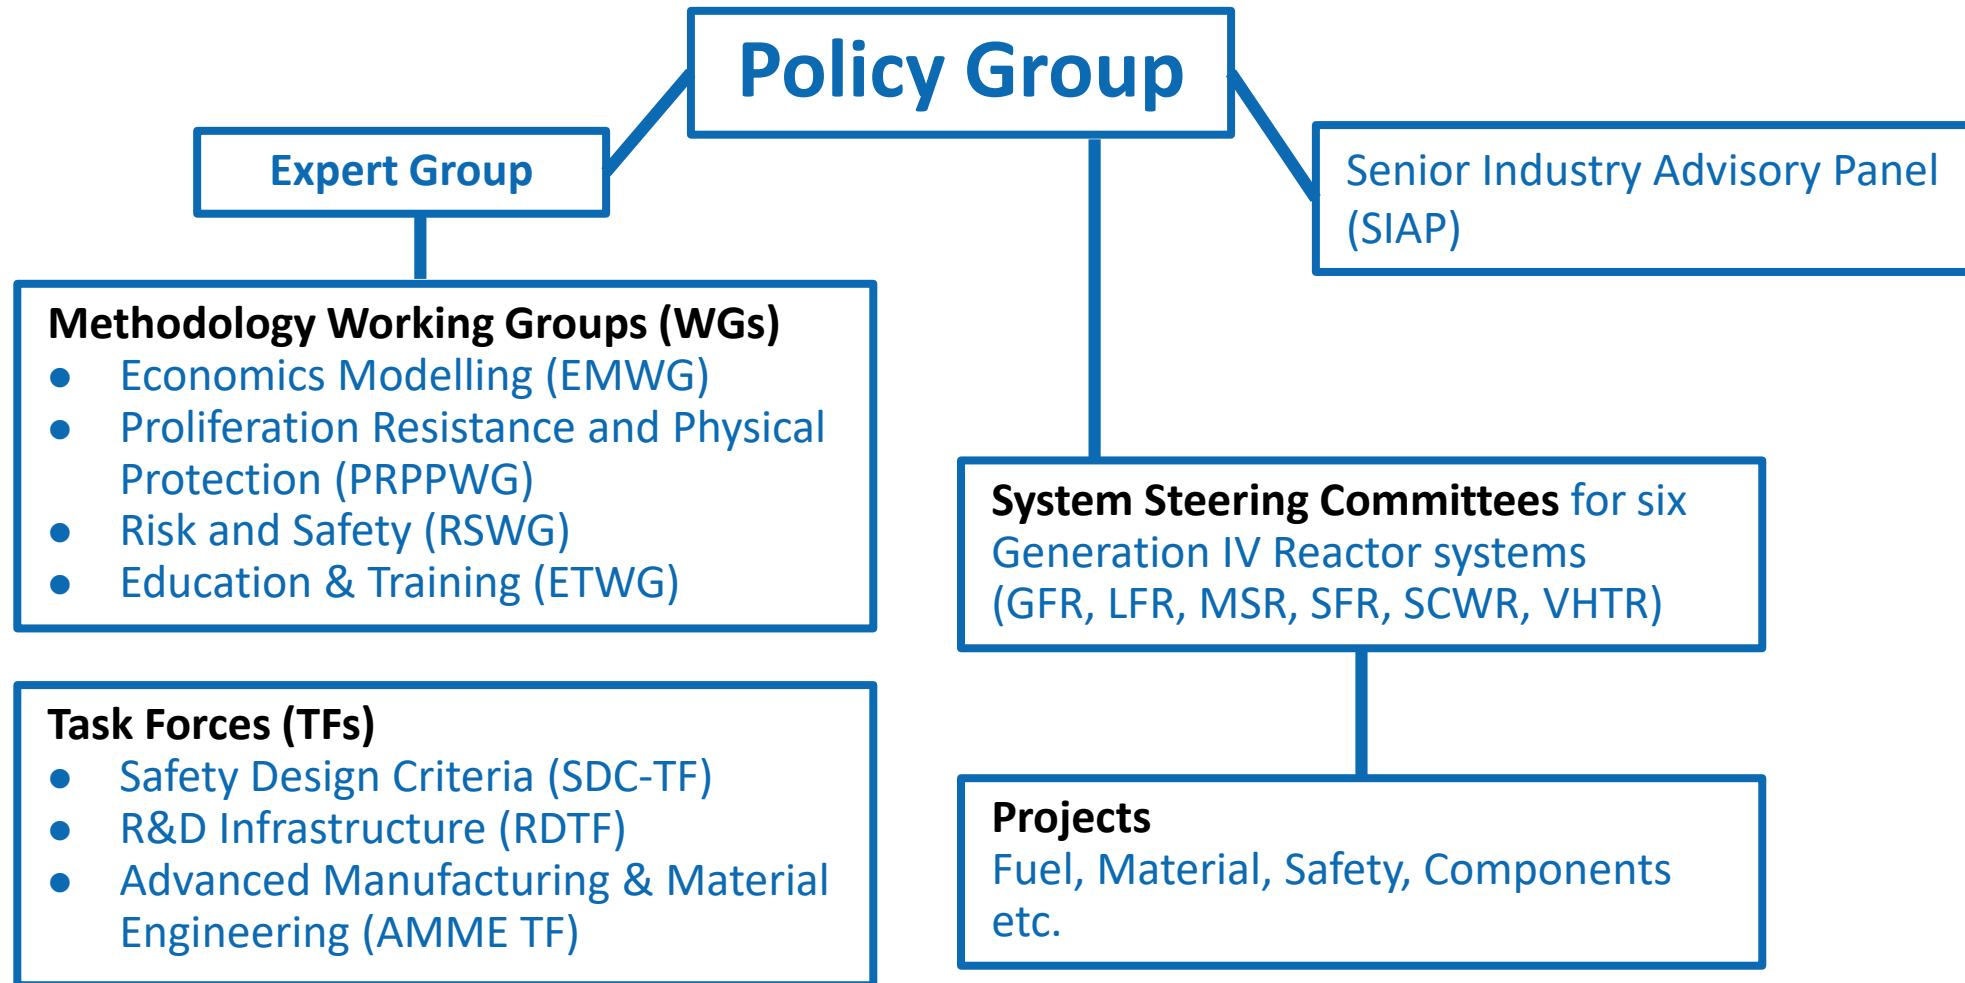 Policy Group
Expert Group
Senior Industry Advisory Panel
(SIAP)
Methodology Working Groups (WGs)
● Economics Modelling (EMWG)
● Proliferation Resistance and Physical
Protection (PRPPWG)
● Risk and Safety (RSWG)
● Education & Training (ETWG)
System Steering Committees for six
Generation IV Reactor systems
(GFR, LFR, MSR, SFR, SCWR, VHTR)
Task Forces (TFs)
● Safety Design Criteria (SDC-TF)
● R&D Infrastructure (RDTF)
● Advanced Manufacturing & Material
Engineering (AMME TF)
Projects
Fuel, Material, Safety, Components
etc.